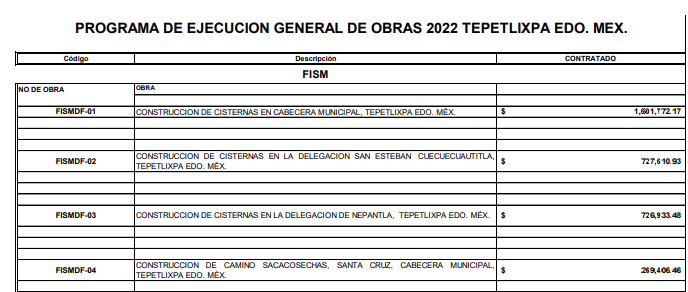 PROGRAMA DE EJECUCION GENERAL DE OBRAS 2022 TEPETLIXPA EDO. MEX.
Código Descripción CONTRATADO
FISM
NO DE OBRA OBRA
FISMDF-01 CONSTRUCCION DE CISTERNAS EN CABECERA MUNICIPAL, TEPETLIXPA EDO. MÉX. $ 1,601,772.17
FISMDF-02 CONSTRUCCION DE CISTERNAS EN LA DELEGACION SAN ESTEBAN CUECUECUAUTITLA, $ 727,610.93
TEPETLIXPA EDO. MÉX.
FISMDF-03 CONSTRUCCION DE CISTERNAS EN LA DELEGACION DE NEPANTLA, TEPETLIXPA EDO. MÉX. $ 726,933.48
FISMDF-04 CONSTRUCCION DE CAMINO SACACOSECHAS, SANTA CRUZ, CABECERA MUNICIPAL, $ 269,406.46
TEPETLIXPA EDO. MÉX.